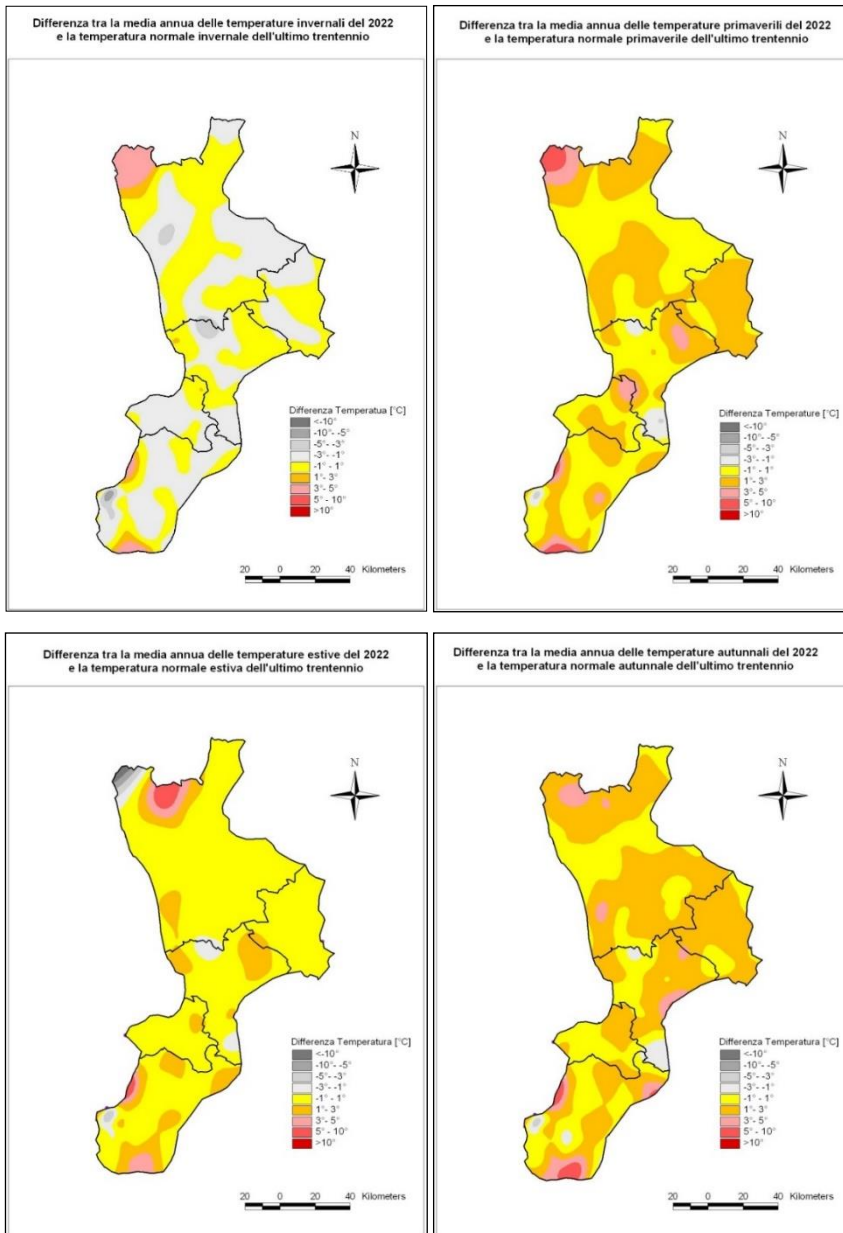 Differenza tra la media annua delle temperature invernali del 2022
e la temperatura normale invernale dell'ultimo trentennio
N
Differenza Temperatua [°C]
<-10°
-10°- -5°
-5°- -3°
-3°- -1°
-1°- 1°
1°- 3°
3°- 5°
5° - 10°
>10°
20 0 20 40 Kilometers
Differenza tra la media annua delle temperature primaverili del 2022
e la temperatura normale primaverile dell'ultimo trentennio
N
Differenza Temperature [°C]
<-10°
-10°- -5°
-5°- -3°
-3°- -1°
-1°- 1°
1°- 3°
3°- 5°
5° - 10°
>10°
20 0 20 40 Kilometers
Differenza tra la media annua delle temperature estive del 2022
e la temperatura normale estiva dell'ultimo trentennio
N
Differenza Temperatura [°C]
<-10°
-10°- -5°
-5°- -3°
-3°- -1°
-1°- 1°
1°- 3°
3°- 5°
5° - 10°
>10°
20 0 20 40 Kilometers
Differenza tra la media annua delle temperature autunnali del 2022
e la temperatura normale autunnale dell'ultimo trentennio
N
Differenza Temperatura [°C]
<-10°
-10°- -5°
-5°- -3°
-3°- -1°
-1°- 1°
1°- 3°
3°- 5°
5° - 10°
>10°
20 0 20 40 Kilometers